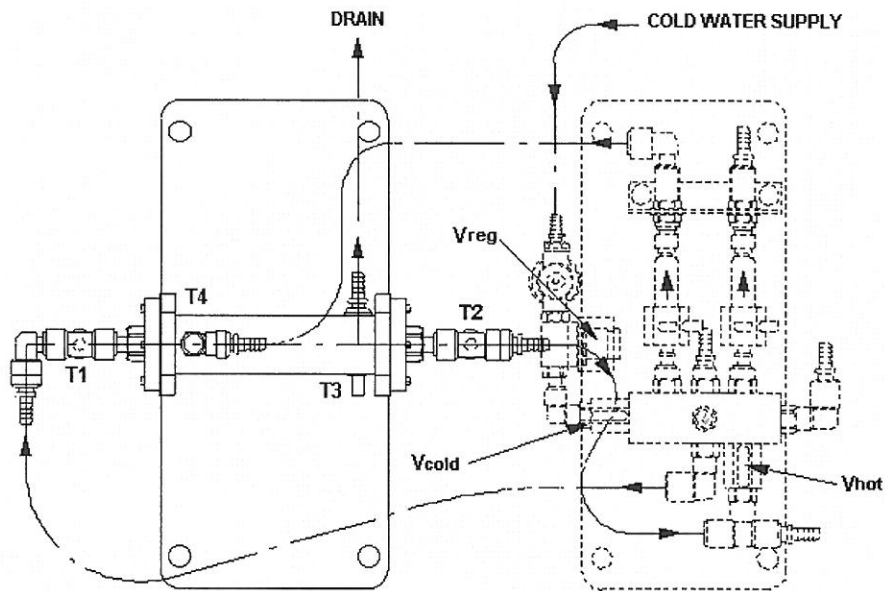 DRAIN
COLD WATER SUPPLY
Vreg
T4
T2
T1
T3
Vcold
Vhot